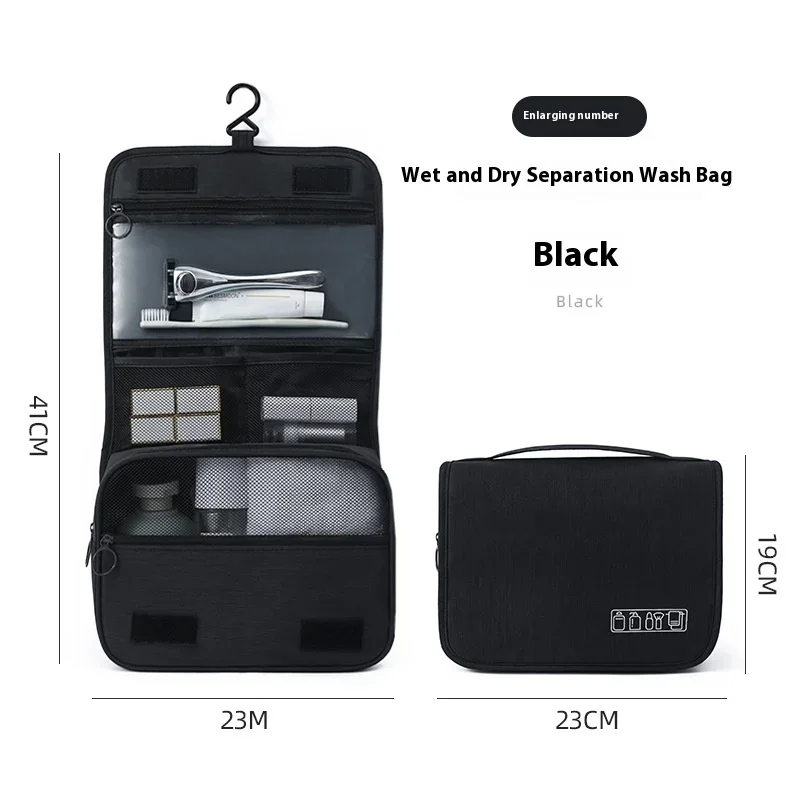 Enlarging number
Wet and Dry Separation Wash Bag
Black
Black
41CM
23M
19CM
23CM